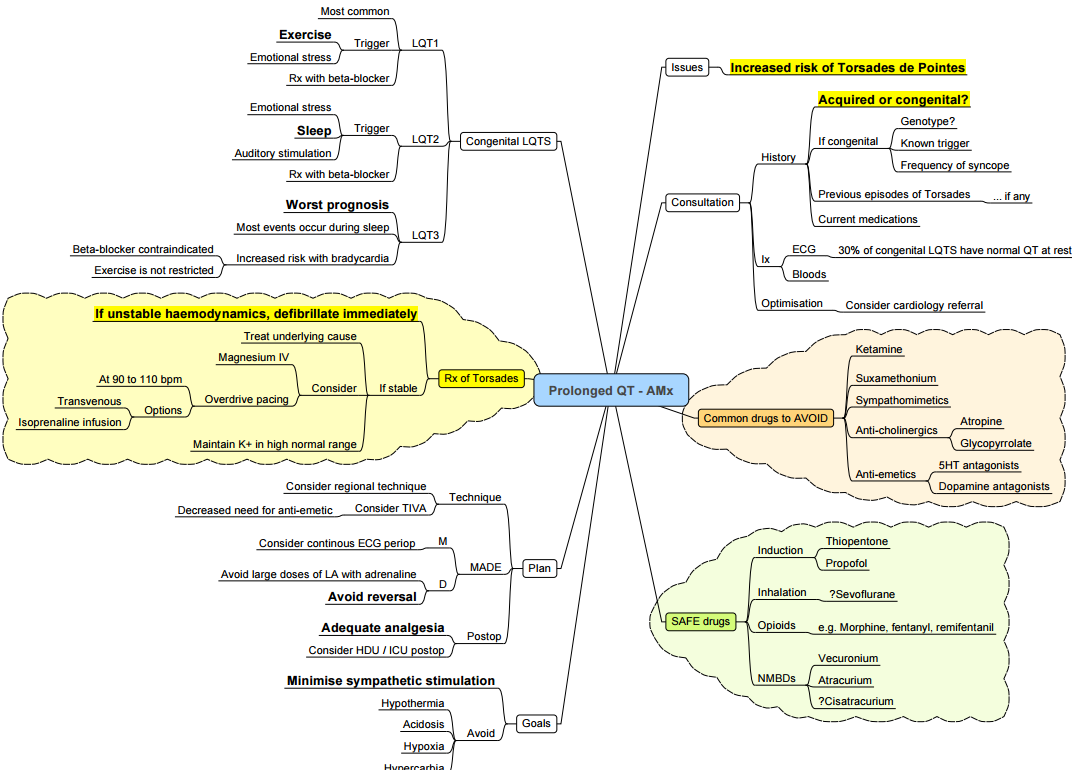 Prolonged QT - AMx
Issues
Increased risk of Torsades de Pointes
Consultation
History
Acquired or congenital?
If congenital
Genotype?
Known trigger
Frequency of syncope
Previous episodes of Torsades
... if any
Current medications
Ix
ECG
30% of congenital LQTS have normal QT at rest
Bloods
Optimisation
Consider cardiology referral
Common drugs to AVOID
Ketamine
Suxamethonium
Sympathomimetics
Anti-cholinergics
Atropine
Glycopyrrolate
Anti-emetics
5HT antagonists
Dopamine antagonists
SAFE drugs
Induction
Thiopentone
Propofol
Inhalation
?Sevoflurane
Opioids
e.g. Morphine, fentanyl, remifentanil
NMBDs
Vecuronium
Atracurium
?Cisatracurium
Congenital LQTS
LQT1
Most common
Trigger
Exercise
Emotional stress
Rx with beta-blocker
LQT2
Trigger
Emotional stress
Sleep
Auditory stimulation
Rx with beta-blocker
LQT3
Worst prognosis
Most events occur during sleep
Increased risk with bradycardia
Beta-blocker contraindicated
Exercise is not restricted
Rx of Torsades
If unstable haemodynamics, defibrillate immediately
If stable
Treat underlying cause
Consider
Magnesium IV
Overdrive pacing
At 90 to 110 bpm
Options
Transvenous
Isoprenaline infusion
Maintain K+ in high normal range
Plan
Technique
Consider regional technique
Consider TIVA
Decreased need for anti-emetic
MADE
M
Consider continous ECG periop
D
Avoid large doses of LA with adrenaline
Avoid reversal
Postop
Adequate analgesia
Consider HDU / ICU postop
Goals
Minimise sympathetic stimulation
Avoid
Hypothermia
Acidosis
Hypoxia
Hypercarbia